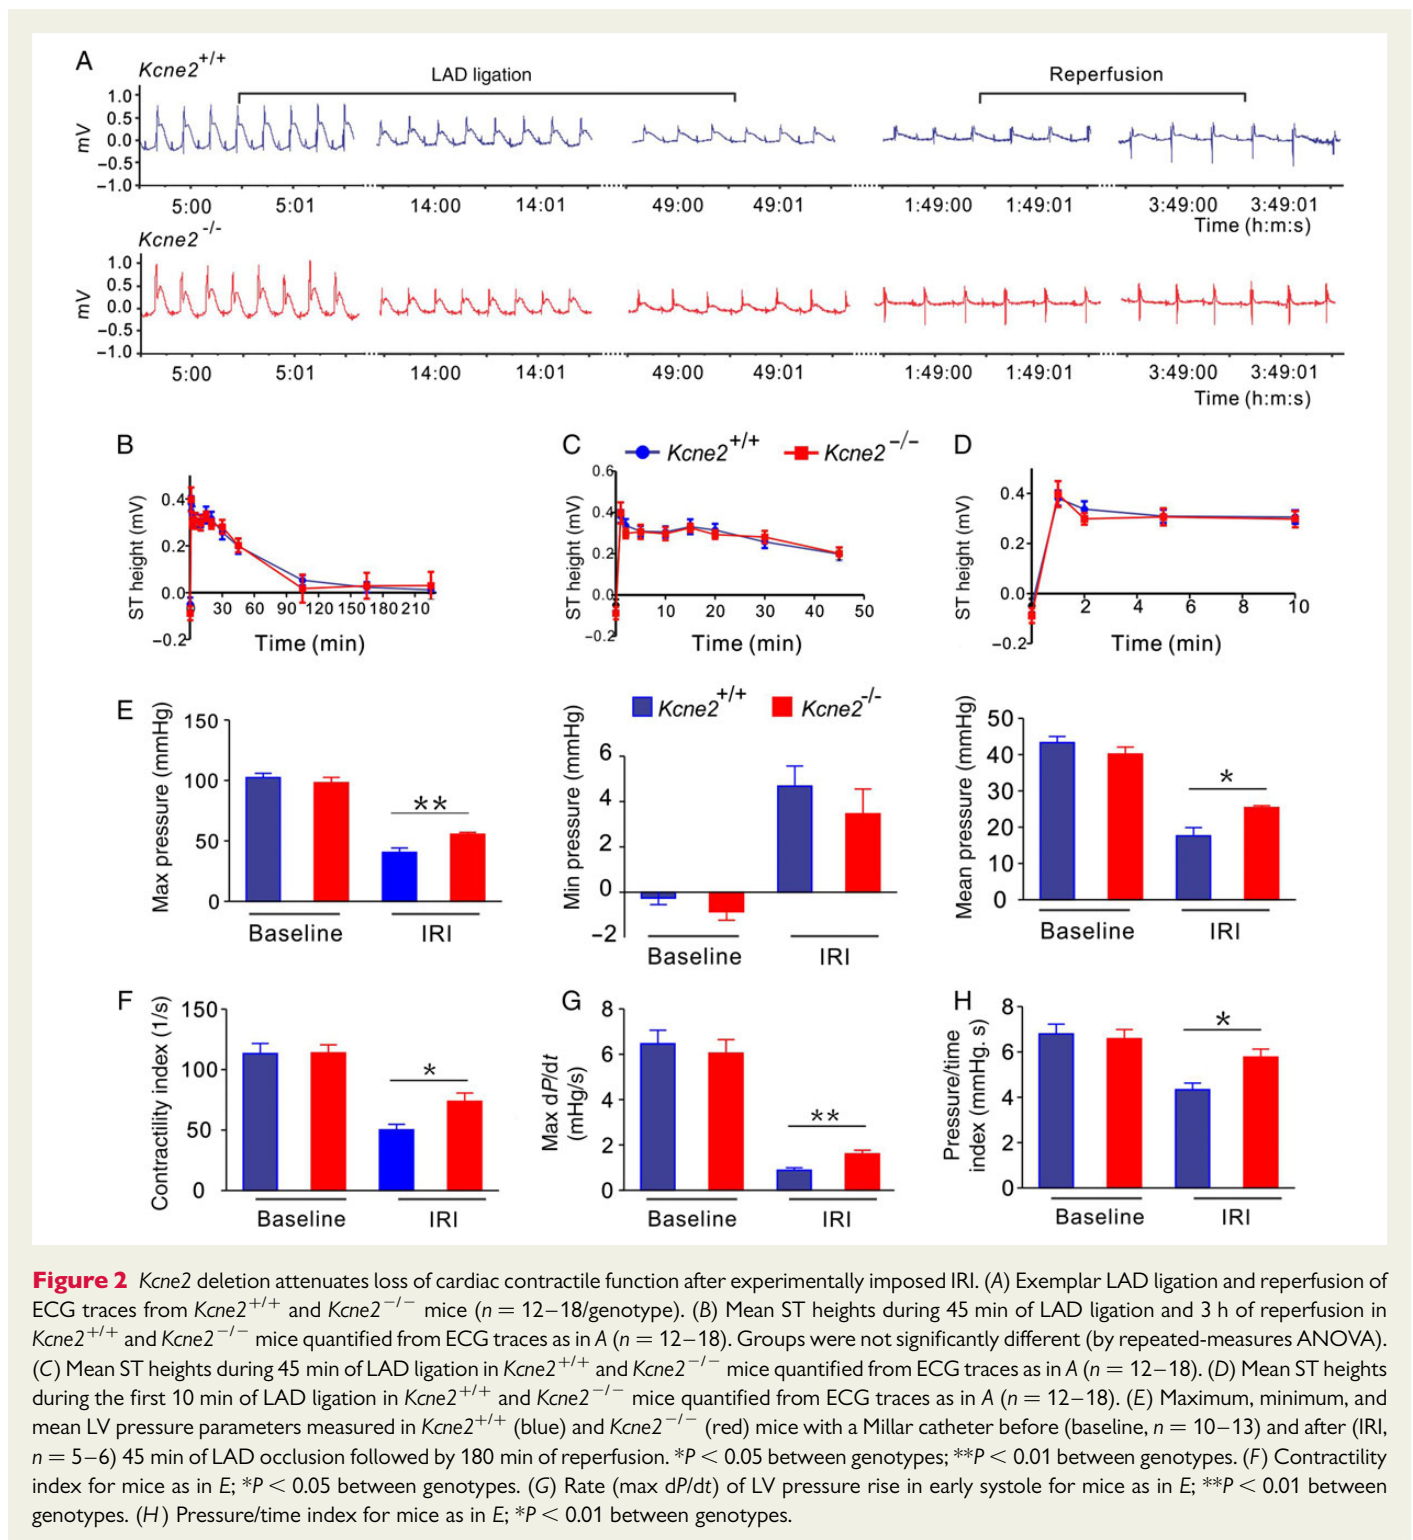 A
Kcne2+/+
LAD ligation
Reperfusion
mV
1.0
0.5
0.0
−0.5
−1.0
5:00 5:01 14:00 14:01 49:00 49:01 1:49:00 1:49:01 3:49:00 3:49:01
Time (h:m:s)
Kcne2-/-
mV
1.0
0.5
0.0
−0.5
−1.0
5:00 5:01 14:00 14:01 49:00 49:01 1:49:00 1:49:01 3:49:00 3:49:01
Time (h:m:s)
B
ST height (mV)
0.4
0.2
0.0
−0.2
0 30 60 90 120 150 180 210
Time (min)
C
Kcne2+/+ Kcne2−/−
ST height (mV)
0.6
0.4
0.2
0.0
−0.2
10 20 30 40 50
Time (min)
D
ST height (mV)
0.4
0.2
0.0
−0.2
2 4 6 8 10
Time (min)
E
Kcne2+/+ Kcne2-/-
Max pressure (mmHg)
150
100
50
0
**
Baseline IRI
Min pressure (mmHg)
6
4
2
0
−2
Baseline IRI
Mean pressure (mmHg)
50
40
30
20
10
0
*
Baseline IRI
F
Contractility index (1/s)
150
100
50
0
*
Baseline IRI
G
Max dP/dt
(mHg/s)
8
6
4
2
0
**
Baseline IRI
H
Pressure/time
index (mmHg. s)
8
6
4
2
0
*
Baseline IRI
Figure 2 Kcne2 deletion attenuates loss of cardiac contractile function after experimentally imposed IRI. (A) Exemplar LAD ligation and reperfusion of
ECG traces from Kcne2+/+ and Kcne2−/− mice (n = 12–18/genotype). (B) Mean ST heights during 45 min of LAD ligation and 3 h of reperfusion in
Kcne2+/+ and Kcne2−/− mice quantified from ECG traces as in A (n = 12–18). Groups were not significantly different (by repeated-measures ANOVA).
(C) Mean ST heights during 45 min of LAD ligation in Kcne2+/+ and Kcne2−/− mice quantified from ECG traces as in A (n = 12–18). (D) Mean ST heights
during the first 10 min of LAD ligation in Kcne2+/+ and Kcne2−/− mice quantified from ECG traces as in A (n = 12–18). (E) Maximum, minimum, and
mean LV pressure parameters measured in Kcne2+/+ (blue) and Kcne2−/− (red) mice with a Millar catheter before (baseline, n = 10–13) and after (IRI,
n = 5–6) 45 min of LAD occlusion followed by 180 min of reperfusion. *P < 0.05 between genotypes; **P < 0.01 between genotypes. (F) Contractility
index for mice as in E; *P < 0.05 between genotypes. (G) Rate (max dP/dt) of LV pressure rise in early systole for mice as in E; **P < 0.01 between
genotypes. (H) Pressure/time index for mice as in E; *P < 0.01 between genotypes.